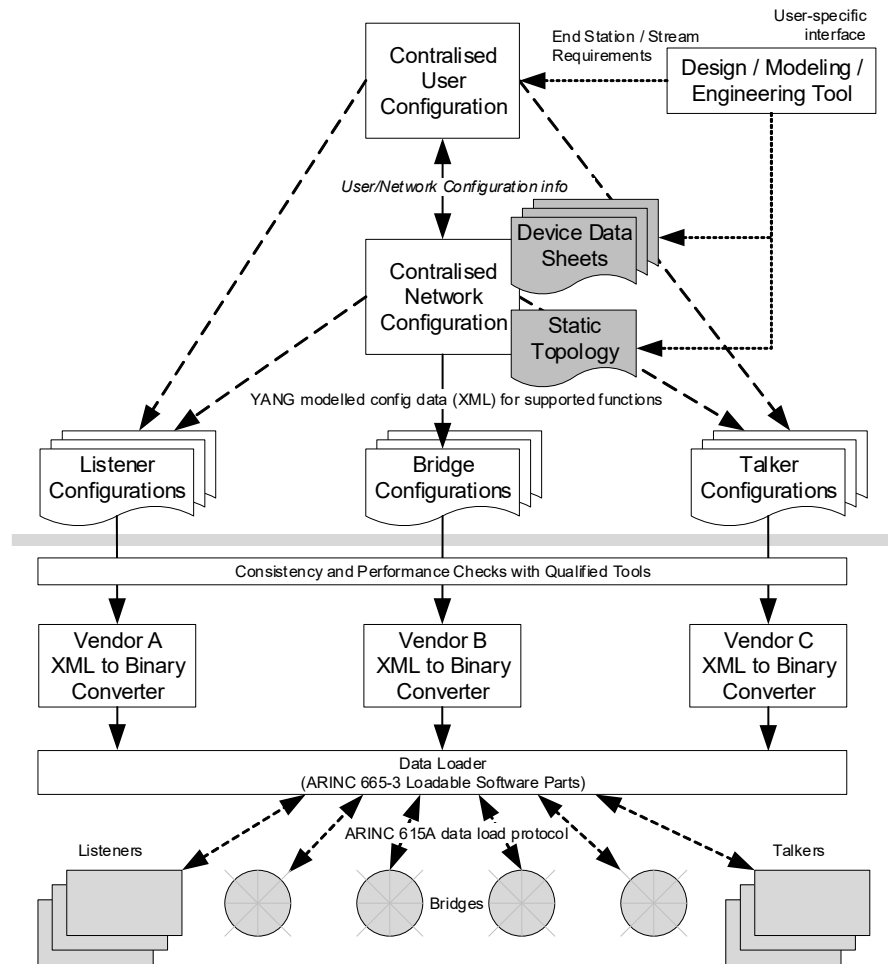 User-specific
interface
End Station / Stream
Requirements
Design / Modeling /
Engineering Tool
Contralised
User
Configuration
User/Network Configuration info
Device Data
Sheets
Contralised
Network
Configuration
Static
Topology
YANG modelled config data (XML) for supported functions
Listener
Configurations
Bridge
Configurations
Talker
Configurations
Consistency and Performance Checks with Qualified Tools
Vendor A
XML to Binary
Converter
Vendor B
XML to Binary
Converter
Vendor C
XML to Binary
Converter
Data Loader
(ARINC 665-3 Loadable Software Parts)
ARINC 615A data load protocol
Listeners
Talkers
Bridges